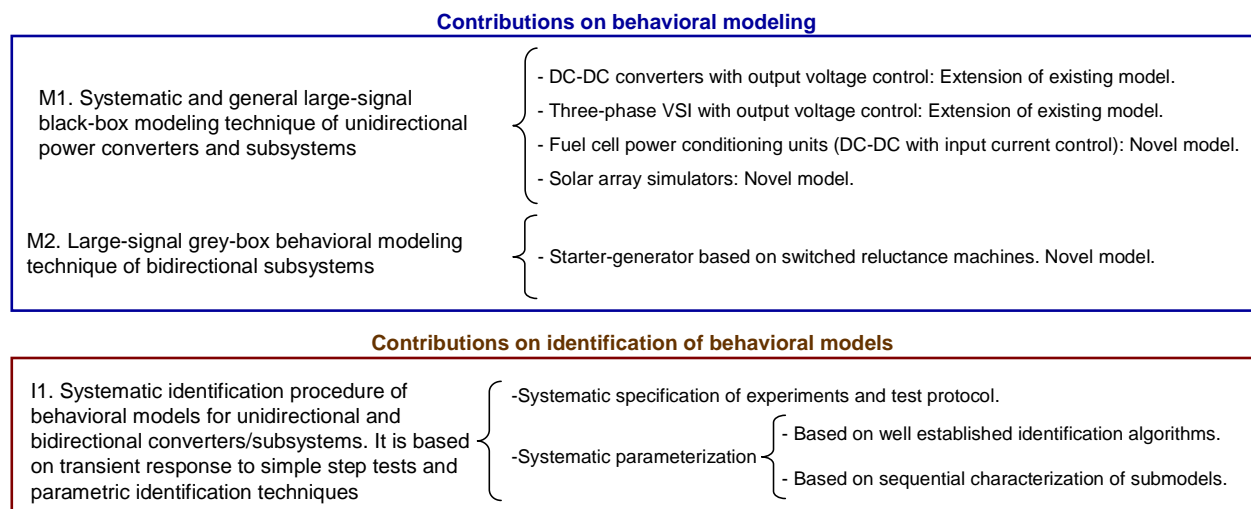 Contributions on behavioral modeling
M1. Systematic and general large-signal
black-box modeling technique of unidirectional
power converters and subsystems
- DC-DC converters with output voltage control: Extension of existing model.
- Three-phase VSI with output voltage control: Extension of existing model.
- Fuel cell power conditioning units (DC-DC with input current control): Novel model.
- Solar array simulators: Novel model.
M2. Large-signal grey-box behavioral modeling
technique of bidirectional subsystems
- Starter-generator based on switched reluctance machines. Novel model.
Contributions on identification of behavioral models
I1. Systematic identification procedure of
behavioral models for unidirectional and
bidirectional converters/subsystems. It is based
on transient response to simple step tests and
parametric identification techniques
-Systematic specification of experiments and test protocol.
-Systematic parameterization
- Based on well established identification algorithms.
- Based on sequential characterization of submodels.